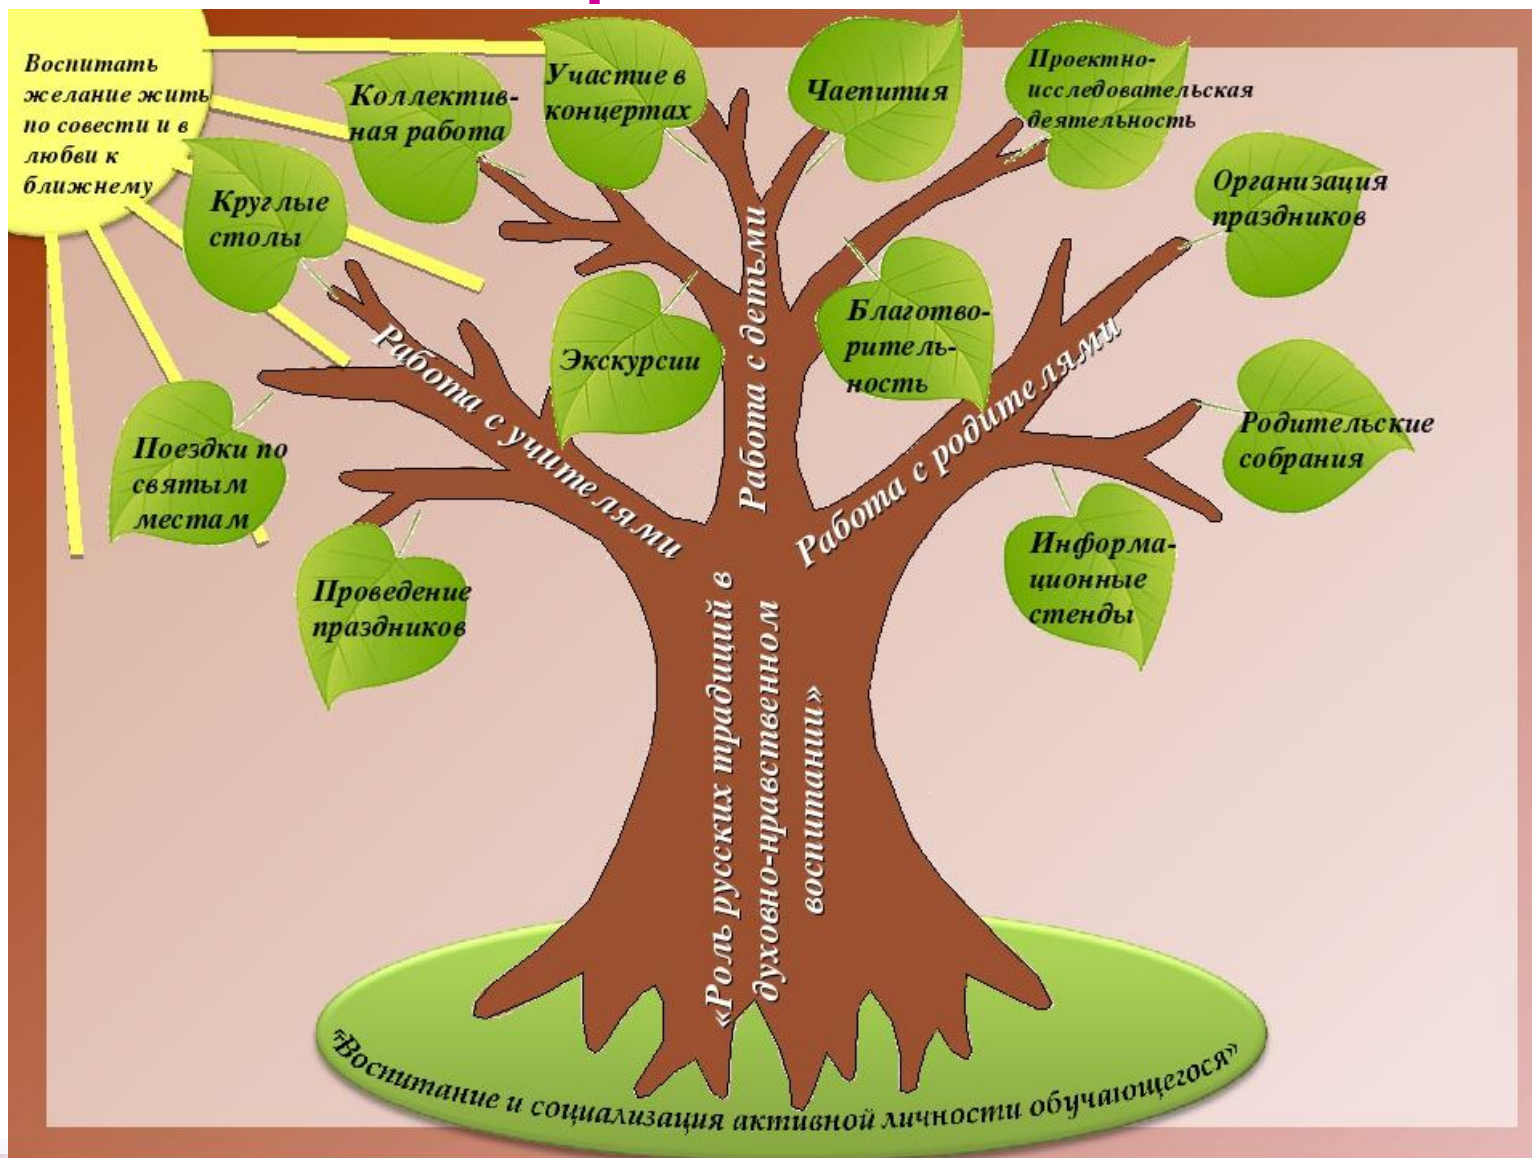 Воспитать
желание жить
по совести и в
любви к
ближнему
Круглые
столы
Коллектив-
ная работа
Участие в
концертах
Чаепития
Проектно-
исследовательская
деятельность
Организация
праздников
Экскурсии
Благотво-
ритель-
ность
Родительские
собрания
Поездки по
святым
местам
Проведение
праздников
Информа-
ционные
стенды
Работа с учителями
Работа с детьми
Работа с родителями
«Роль русских традиций в
духовно-нравственном
воспитании»
«Воспитание и социализация активной личности обучающегося»